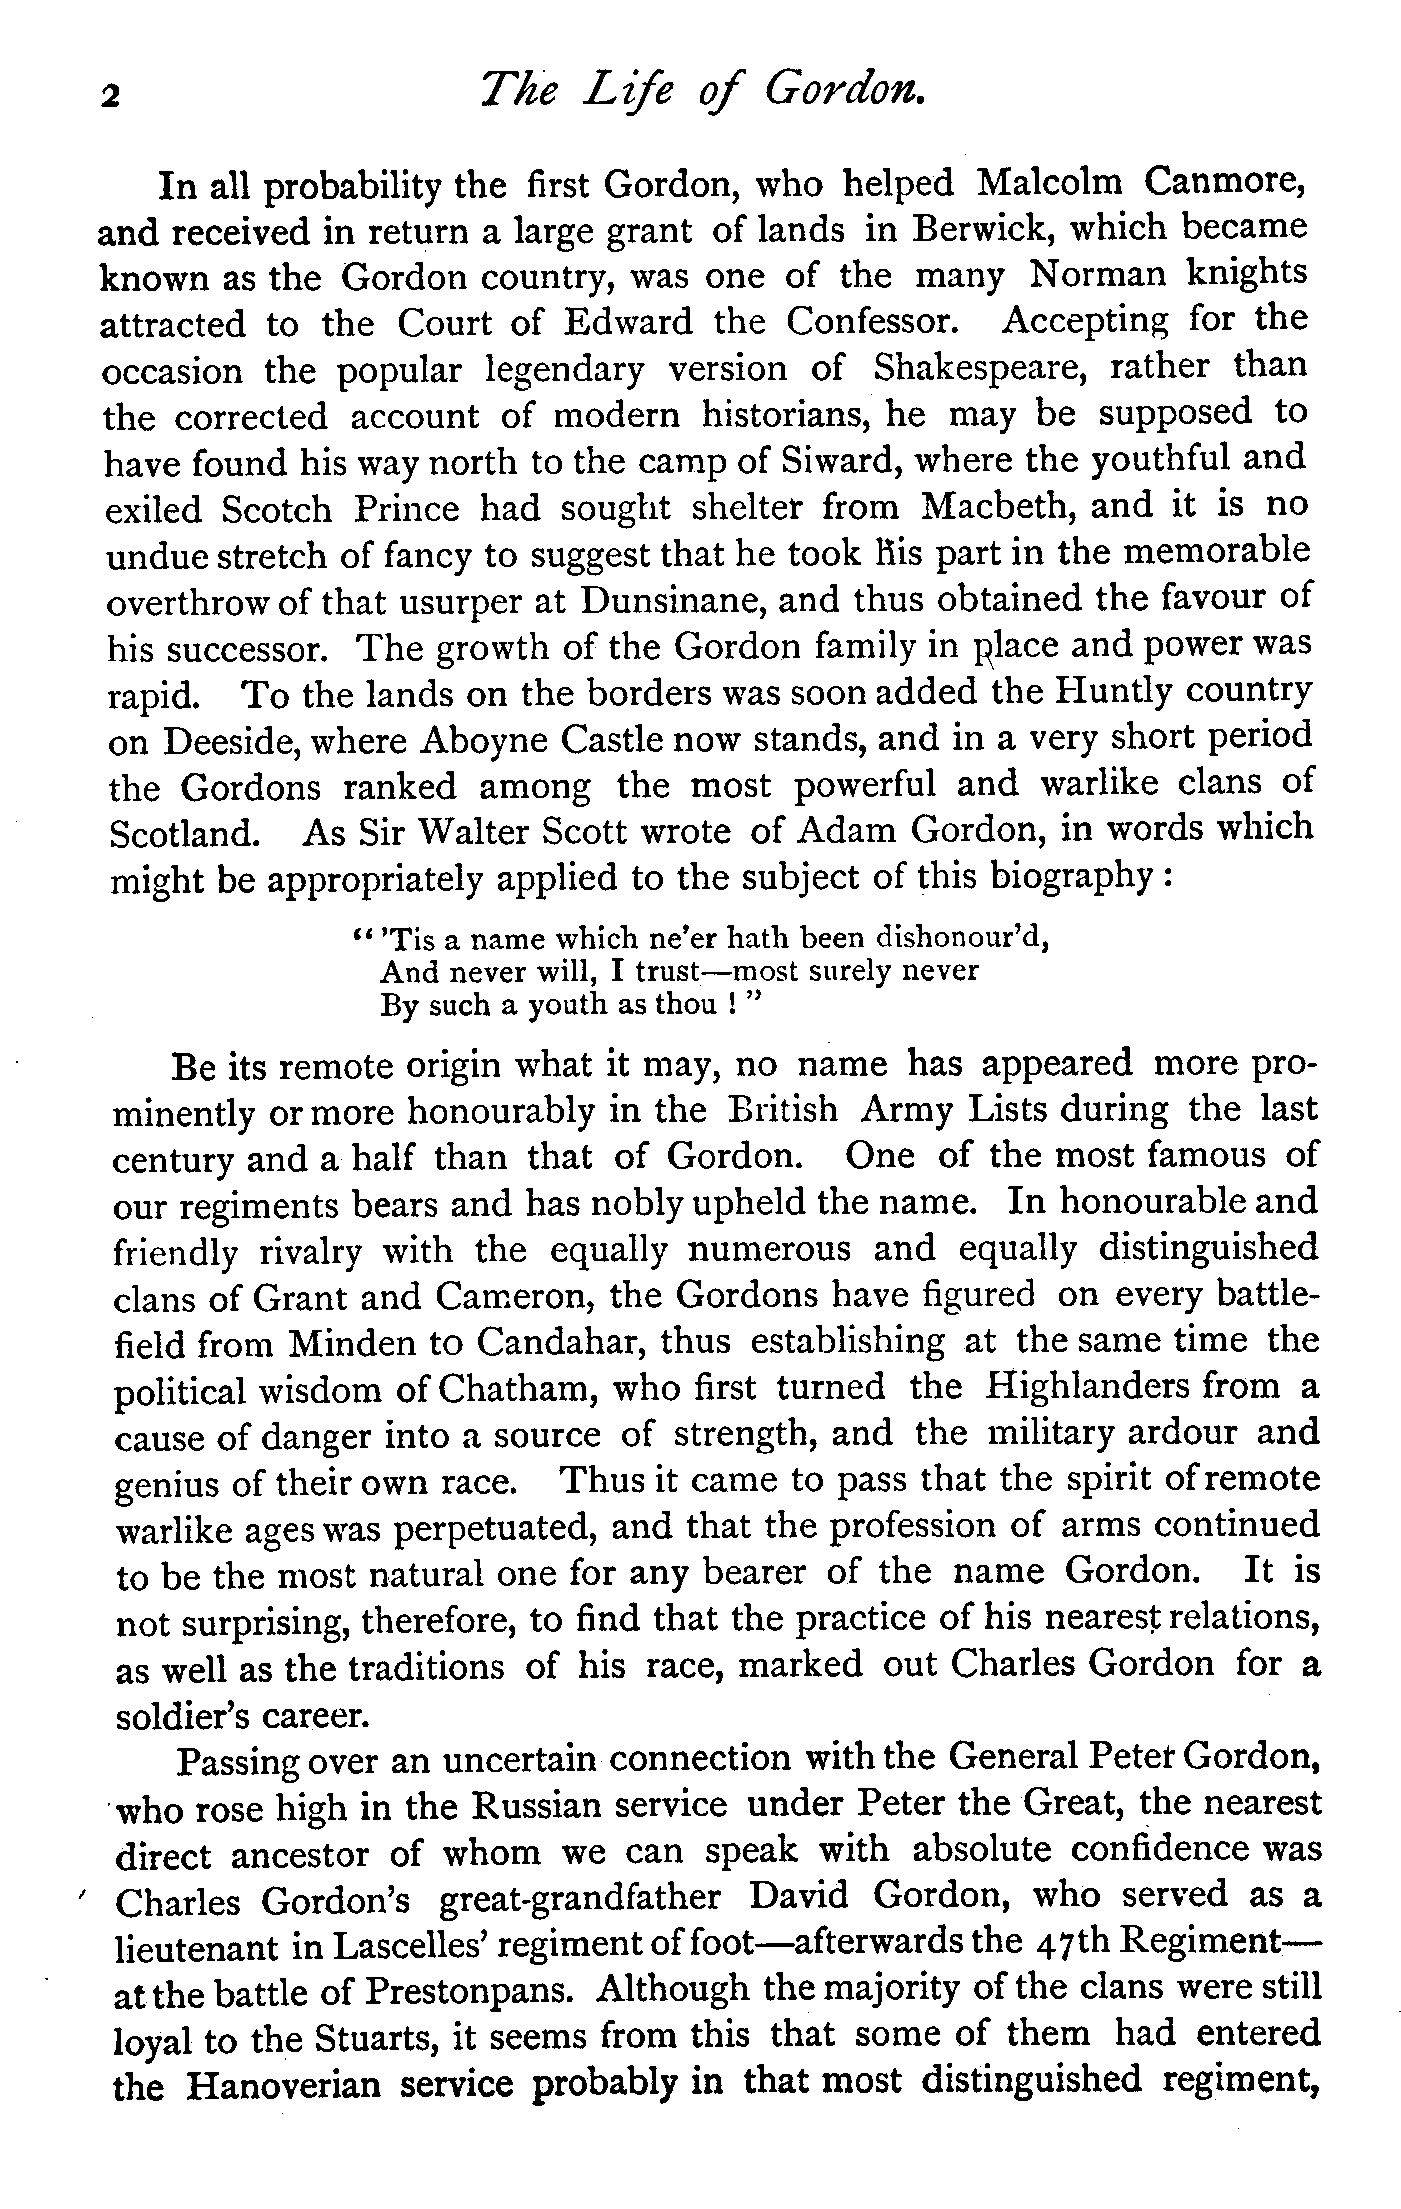 2 The Life of Gordon.
In all probability the first Gordon, who helped Malcolm Canmore,
and received in return a large grant of lands in Berwick, which became
known as the Gordon country, was one of the many Norman knights
attracted to the Court of Edward the Confessor. Accepting for the
occasion the popular legendary version of Shakespeare, rather than
the corrected account of modern historians, he may be supposed to
have found his way north to the camp of Siward, where the youthful and
exiled Scotch Prince had sought shelter from Macbeth, and it is no
undue stretch of fancy to suggest that he took his part in the memorable
overthrow of that usurper at Dunsinane, and thus obtained the favour of
his successor. The growth of the Gordon family in place and power was
rapid. To the lands on the borders was soon added the Huntly country
on Deeside, where Aboyne Castle now stands, and in a very short period
the Gordons ranked among the most powerful and warlike clans of
Scotland. As Sir Walter Scott wrote of Adam Gordon, in words which
might be appropriately applied to the subject of this biography :
“ ’Tis a name which ne’er hath been dishonour’d,
And never will, I trust—most surely never
By such a youth as thou ! ”
Be its remote origin what it may, no name has appeared more pro-
minently or more honourably in the British Army Lists during the last
century and a half than that of Gordon. One of the most famous of
our regiments bears and has nobly upheld the name. In honourable and
friendly rivalry with the equally numerous and equally distinguished
clans of Grant and Cameron, the Gordons have figured on every battle-
field from Minden to Candahar, thus establishing at the same time the
political wisdom of Chatham, who first turned the Highlanders from a
cause of danger into a source of strength, and the military ardour and
genius of their own race. Thus it came to pass that the spirit of remote
warlike ages was perpetuated, and that the profession of arms continued
to be the most natural one for any bearer of the name Gordon. It is
not surprising, therefore, to find that the practice of his nearest relations,
as well as the traditions of his race, marked out Charles Gordon for a
soldier’s career.
Passing over an uncertain connection with the General Peter Gordon,
who rose high in the Russian service under Peter the Great, the nearest
direct ancestor of whom we can speak with absolute confidence was
Charles Gordon’s great-grandfather David Gordon, who served as a
lieutenant in Lascelles’ regiment of foot—afterwards the 47th Regiment—
at the battle of Prestonpans. Although the majority of the clans were still
loyal to the Stuarts, it seems from this that some of them had entered
the Hanoverian service probably in that most distinguished regiment,